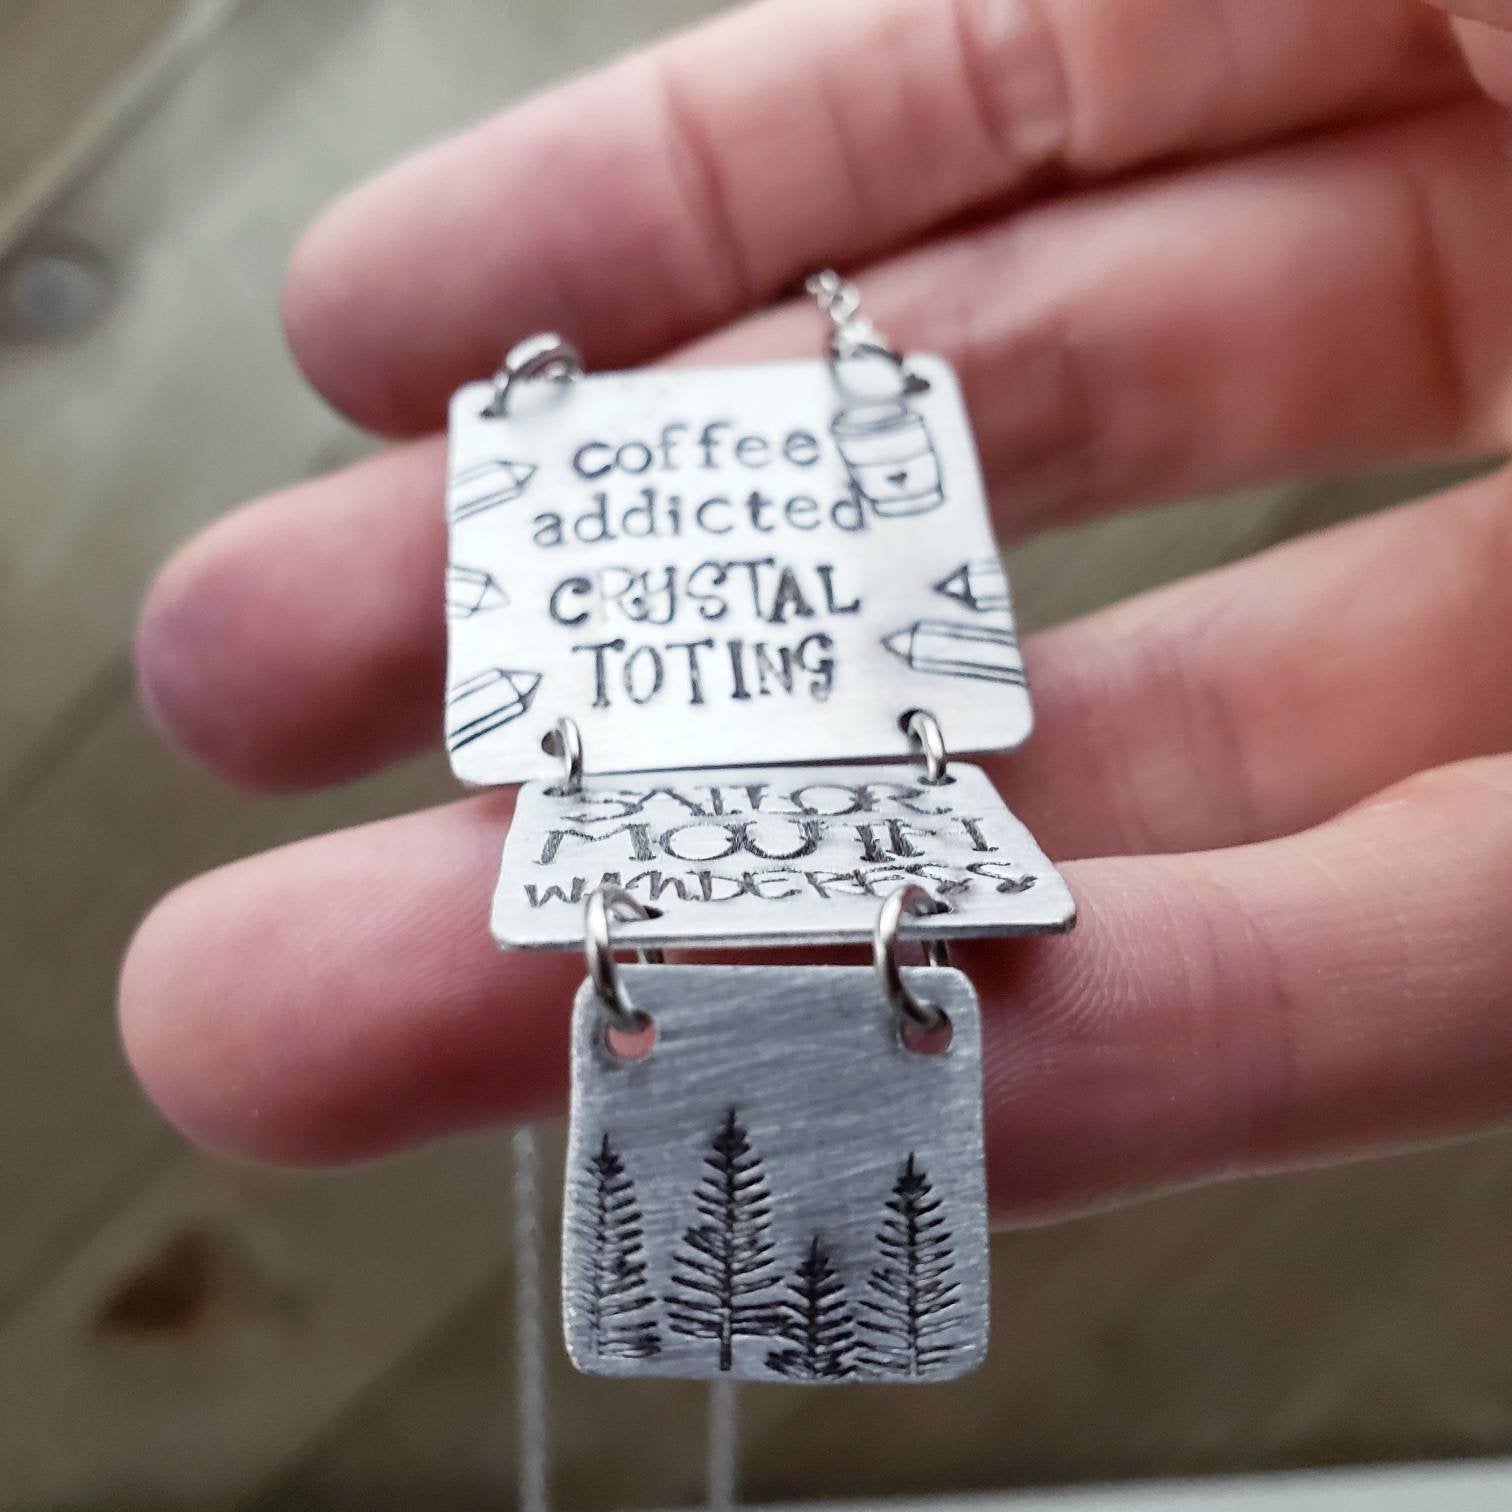 coffee
addicted
CRYSTAL
TOTING
SAILOR
MOUTH
WANDERESS